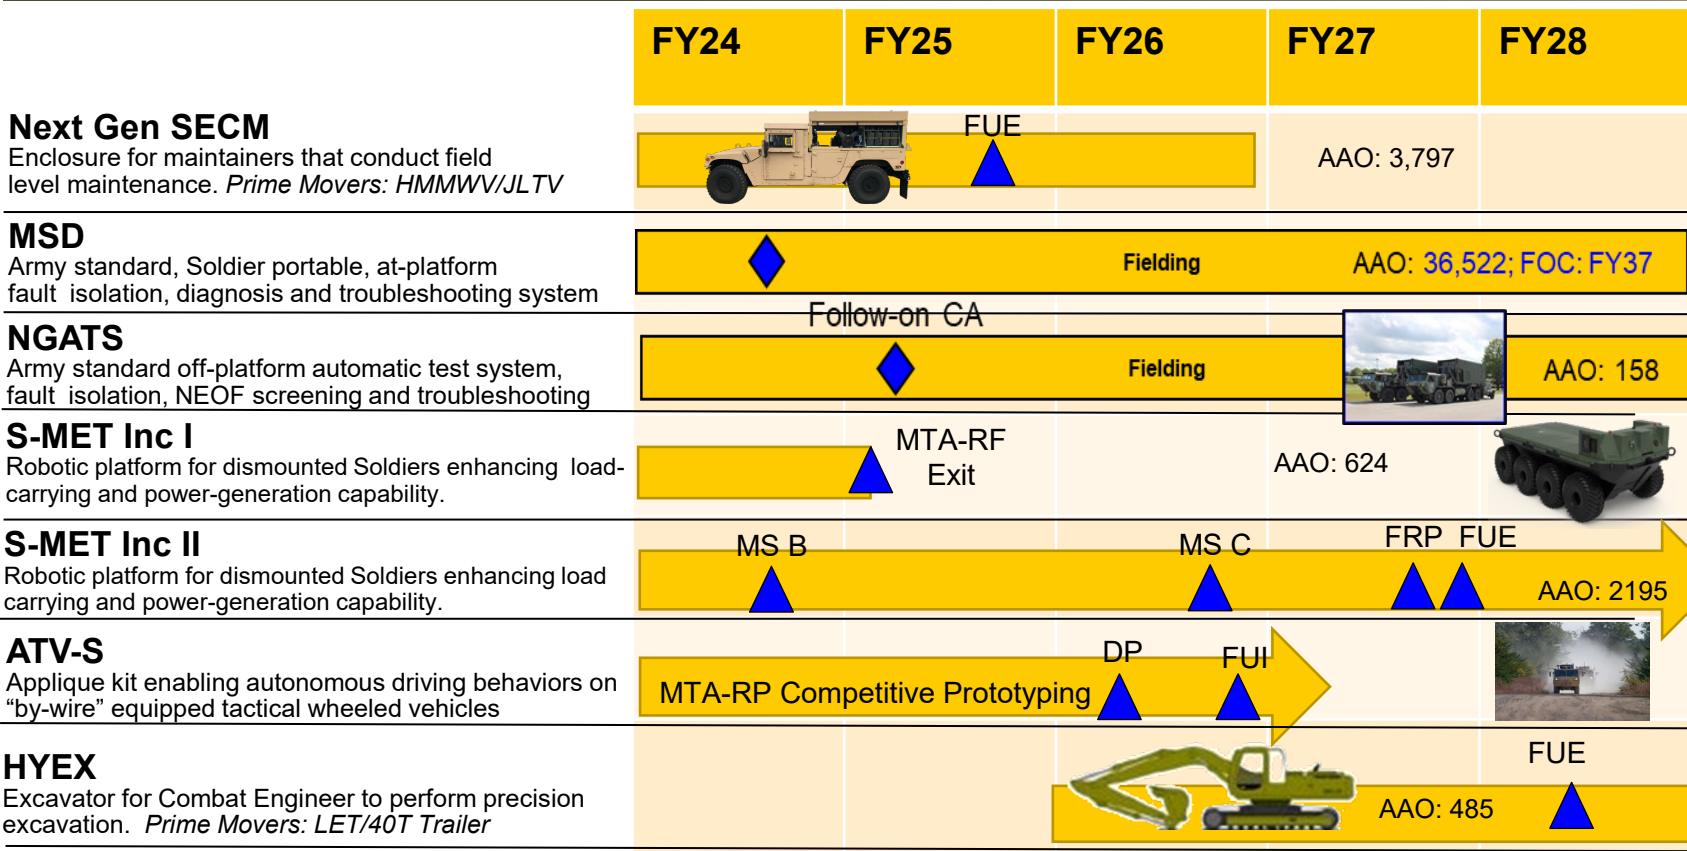 FY24 FY25 FY26 FY27 FY28
Next Gen SECM
Enclosure for maintainers that conduct field
level maintenance. Prime Movers: HMMWV/JLTV
FUE
AAO: 3,797
MSD
Army standard, Soldier portable, at-platform
fault isolation, diagnosis and troubleshooting system
Fielding
AAO: 36,522; FOC: FY37
NGATS
Army standard off-platform automatic test system,
fault isolation, NEOF screening and troubleshooting
Follow-on CA
Fielding
AAO: 158
S-MET Inc I
Robotic platform for dismounted Soldiers enhancing load-
carrying and power-generation capability.
MTA-RF
Exit
AAO: 624
S-MET Inc II
Robotic platform for dismounted Soldiers enhancing load
carrying and power-generation capability.
MS B
MS C
FRP FUE
AAO: 2195
ATV-S
Applique kit enabling autonomous driving behaviors on
“by-wire” equipped tactical wheeled vehicles
MTA-RP Competitive Prototyping
DP
FUI
HYEX
Excavator for Combat Engineer to perform precision
excavation. Prime Movers: LET/40T Trailer
AAO: 485
FUE